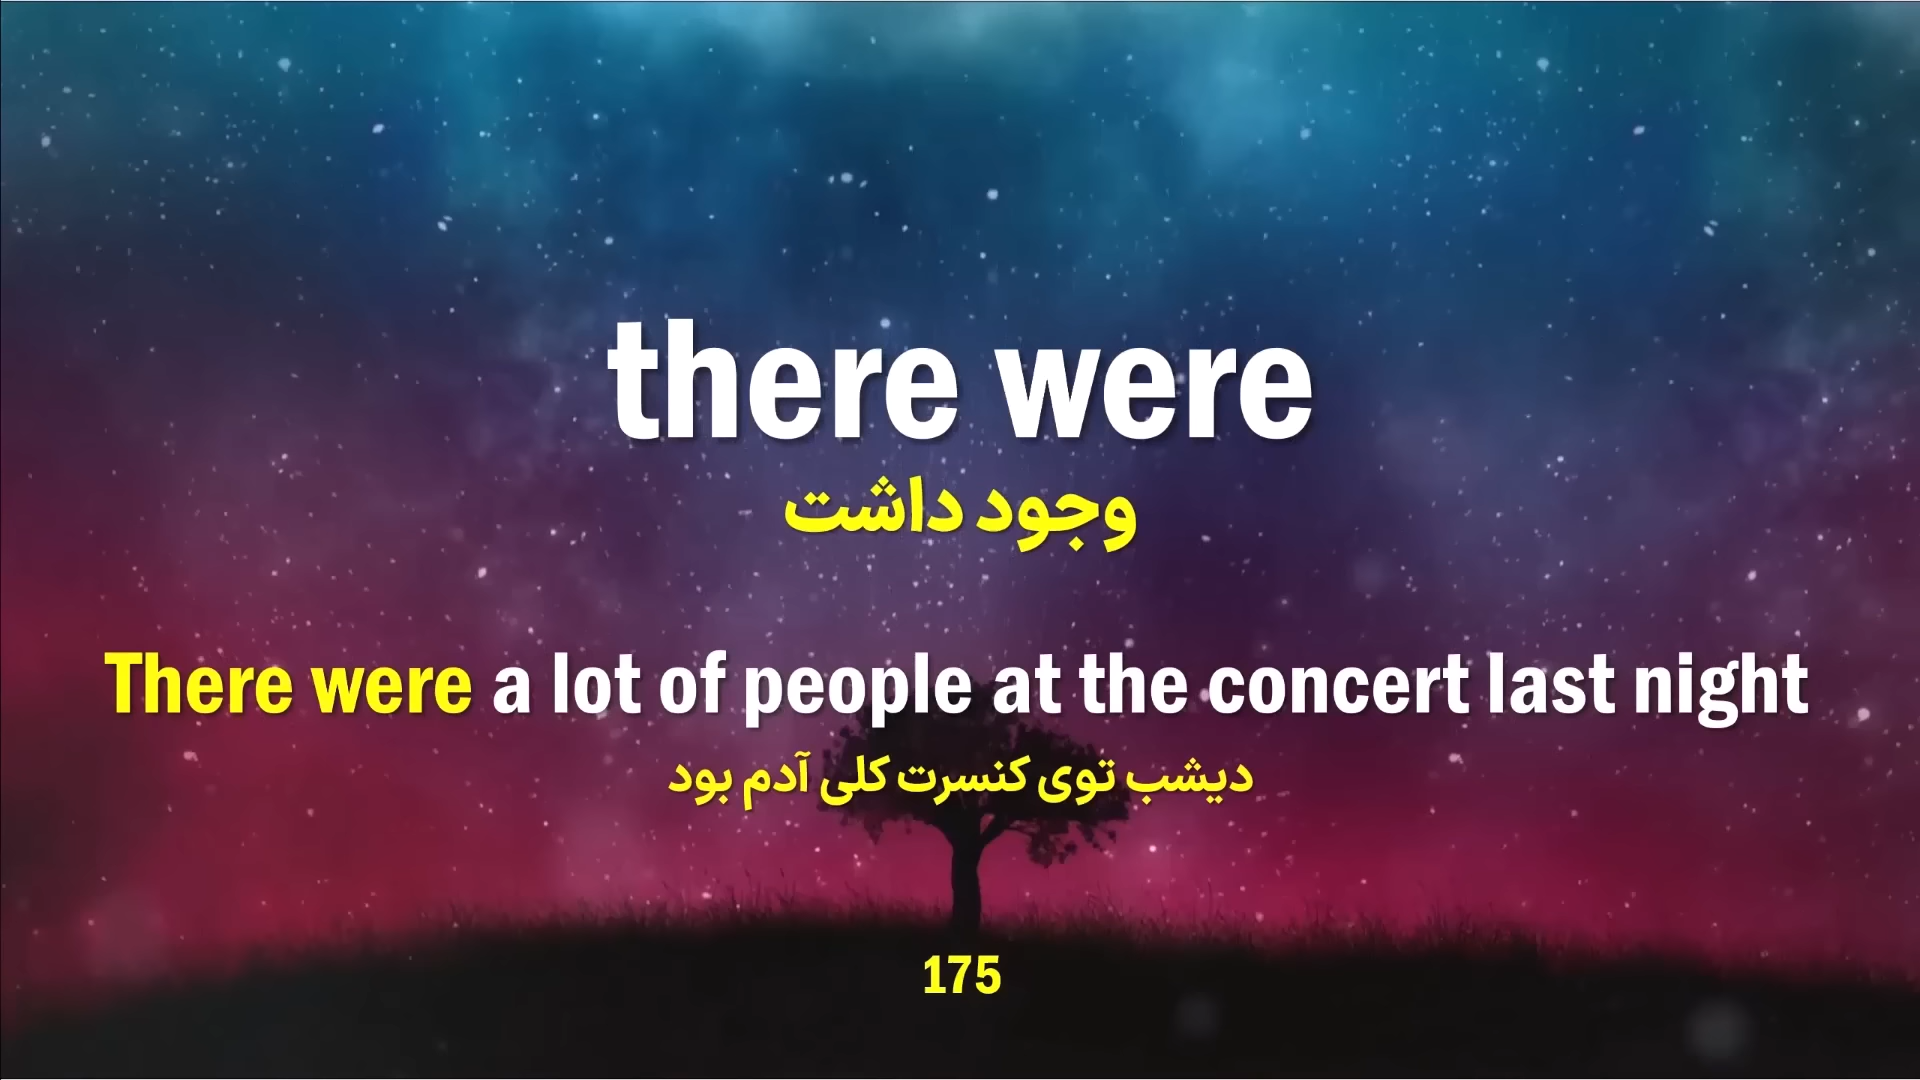 there were
وجود داشت
There were a lot of people at the concert last night
دیشب توی کنسرت کلی آدم بود
175